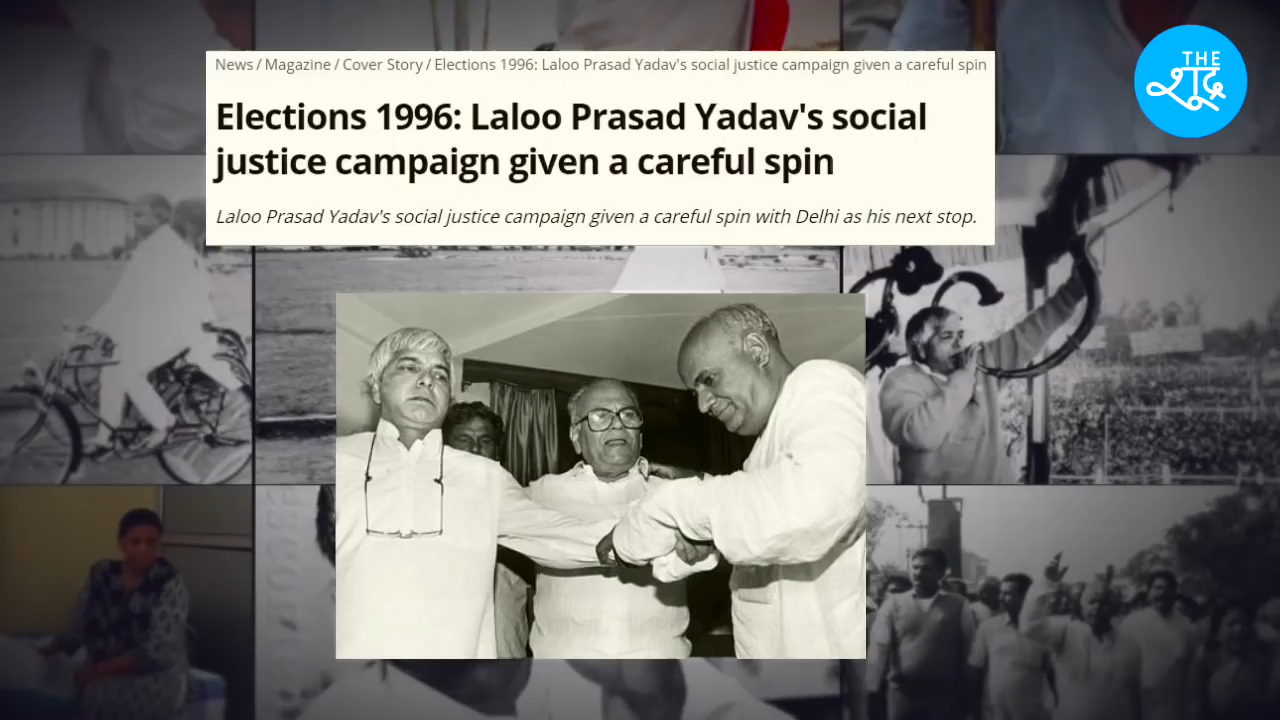 News / Magazine / Cover Story / Elections 1996: Laloo Prasad Yadav's social justice campaign given a careful spin
THE
शब्द
Elections 1996: Laloo Prasad Yadav's social
justice campaign given a careful spin
Laloo Prasad Yadav's social justice campaign given a careful spin with Delhi as his next stop.